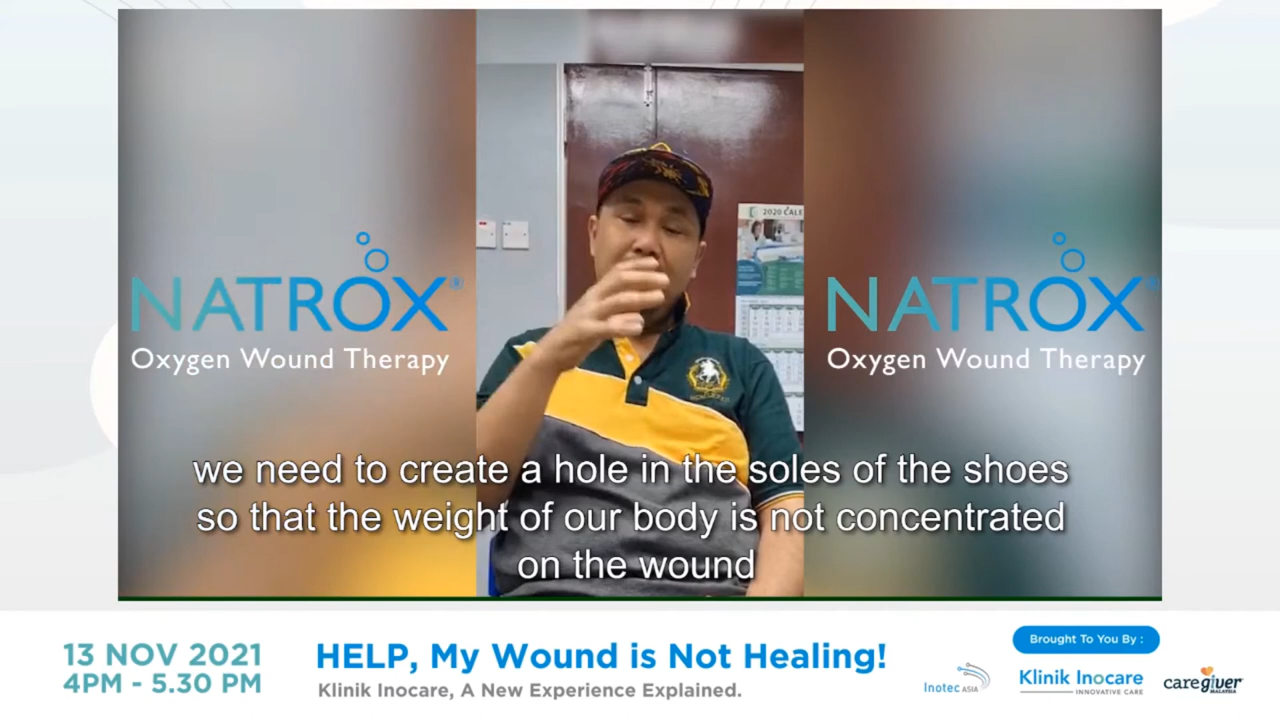 2020 CALE
NATROX®
Oxygen Wound Therapy
NATROX®
Oxygen Wound Therapy
we need to create a hole in the soles of the shoes
so that the weight of our body is not concentrated
on the wound
13 NOV 2021
4PM - 5.30 PM
HELP, My Wound is Not Healing!
Klinik Inocare, A New Experience Explained.
Brought To You By :
Inotec ASIA
Klinik Inocare
INNOVATIVE CARE
caregiver
MALAYSIA